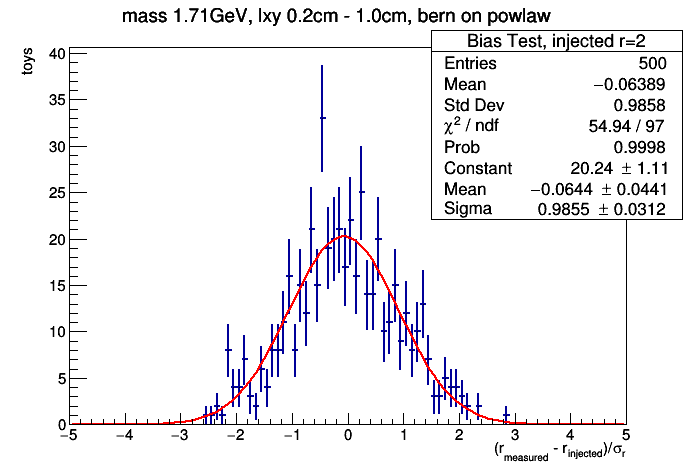 mass 1.71GeV, lxy 0.2cm - 1.0cm, bern on powlaw
Bias Test, injected r=2
Entries 500
Mean −0.06389
Std Dev 0.9858
χ² / ndf 54.94 / 97
Prob 0.9998
Constant 20.24 ± 1.11
Mean −0.0644 ± 0.0441
Sigma 0.9855 ± 0.0312
toys
40
35
30
25
20
15
10
5
0
−5 −4 −3 −2 −1 0 1 2 3 4 5
(r_measured - r_injected)/σ_r